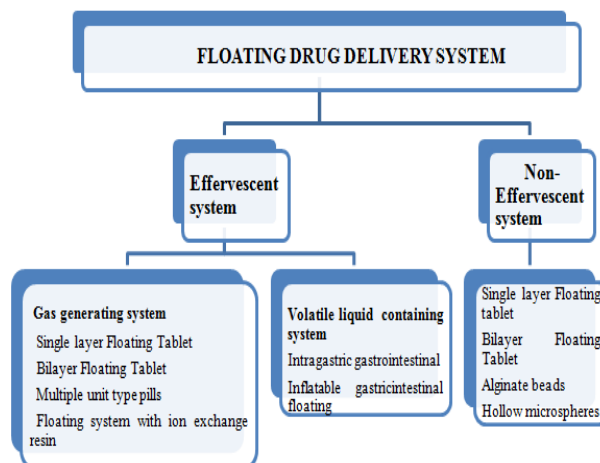 FLOATING DRUG DELIVERY SYSTEM
Effervescent
system
Non-
Effervescent
system
Gas generating system
Single layer Floating Tablet
Bilayer Floating Tablet
Multiple unit type pills
Floating system with ion exchange
resin
Volatile liquid containing
system
Intragastric gastrointestinal
Inflatable gastricintestinal
floating
Single layer Floating
tablet
Bilayer Floating
Tablet
Alginate beads
Hollow microspheres